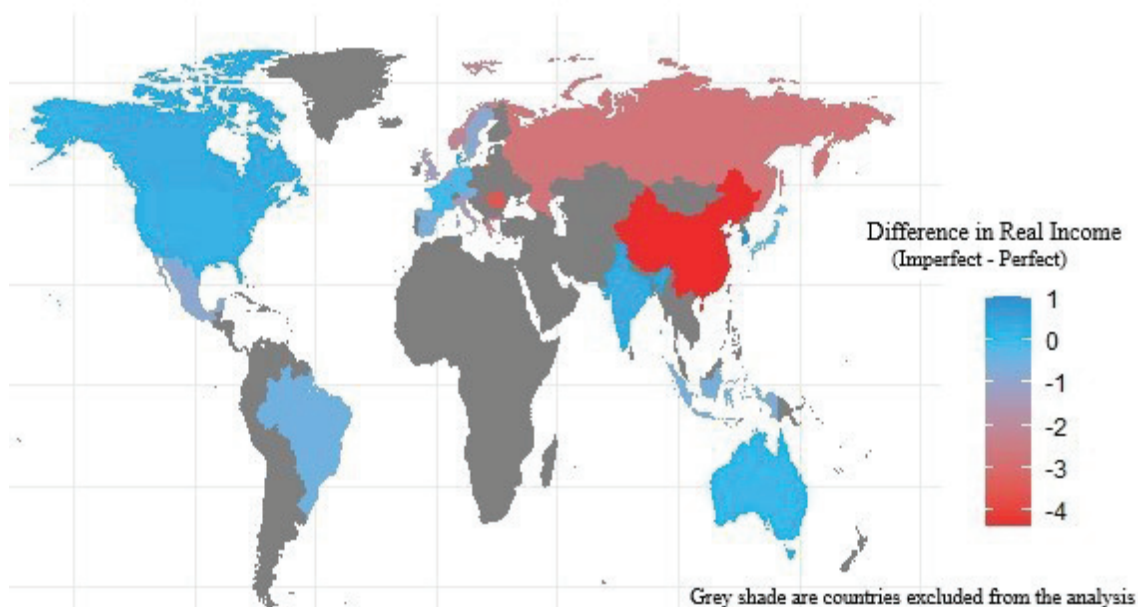 Difference in Real Income
(Imperfect - Perfect)
1
0
-1
-2
-3
-4
Grey shade are countries excluded from the analysis